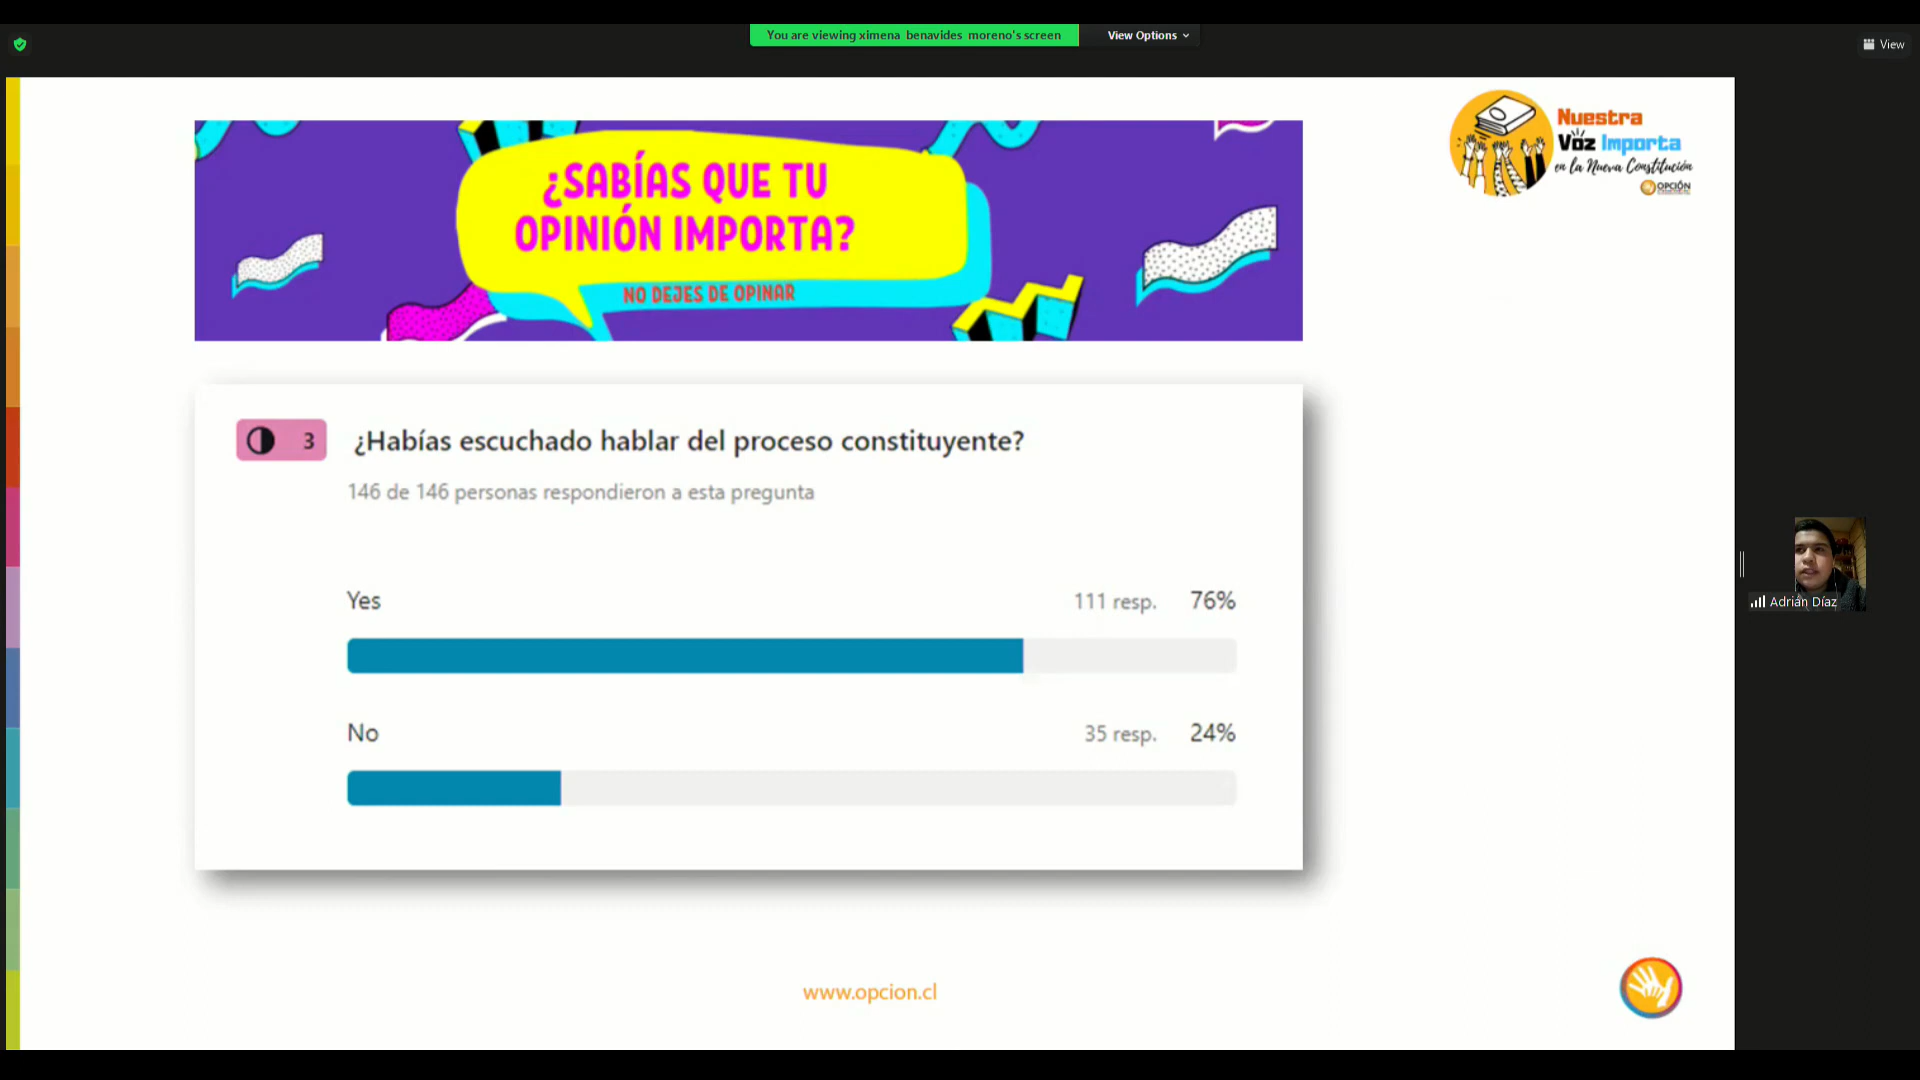 You are viewing ximena benavides moreno's screen
View Options
View
¿SABÍAS QUE TU
OPINIÓN IMPORTA?
NO DEJES DE OPINAR
Nuestra
Voz Importa
en la Nueva Constitución
OPCIÓN
3 ¿Habías escuchado hablar del proceso constituyente?
146 de 146 personas respondieron a esta pregunta
Yes 111 resp. 76%
No 35 resp. 24%
Adrián Díaz
www.opcion.cl